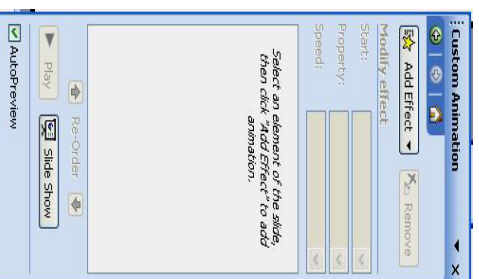 Custom Animation
Add Effect Remove
Modify effect
Start:
Property:
Speed:
Select an element of the slide,
then click "Add Effect" to add
animation.
Re-Order
Play Slide Show
AutoPreview